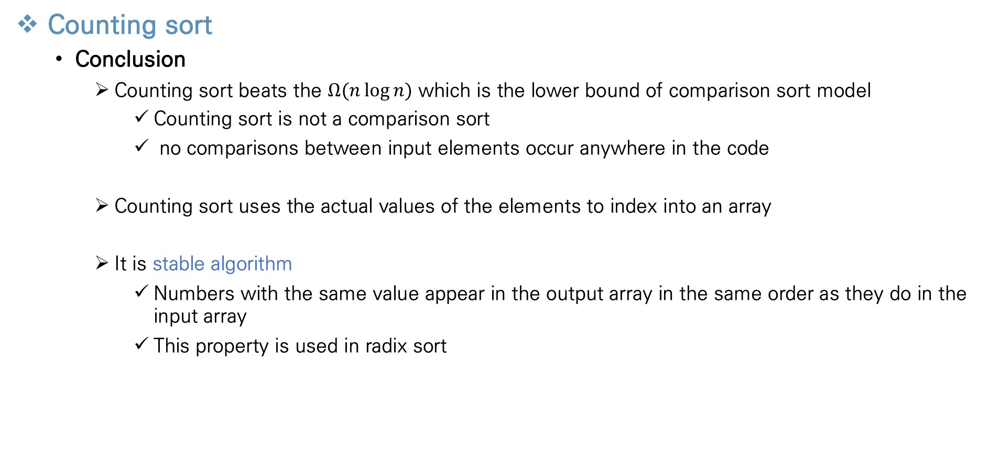 ❖ Counting sort
• Conclusion
➢ Counting sort beats the Ω(n log n) which is the lower bound of comparison sort model
✓ Counting sort is not a comparison sort
✓ no comparisons between input elements occur anywhere in the code
➢ Counting sort uses the actual values of the elements to index into an array
➢ It is stable algorithm
✓ Numbers with the same value appear in the output array in the same order as they do in the
input array
✓ This property is used in radix sort